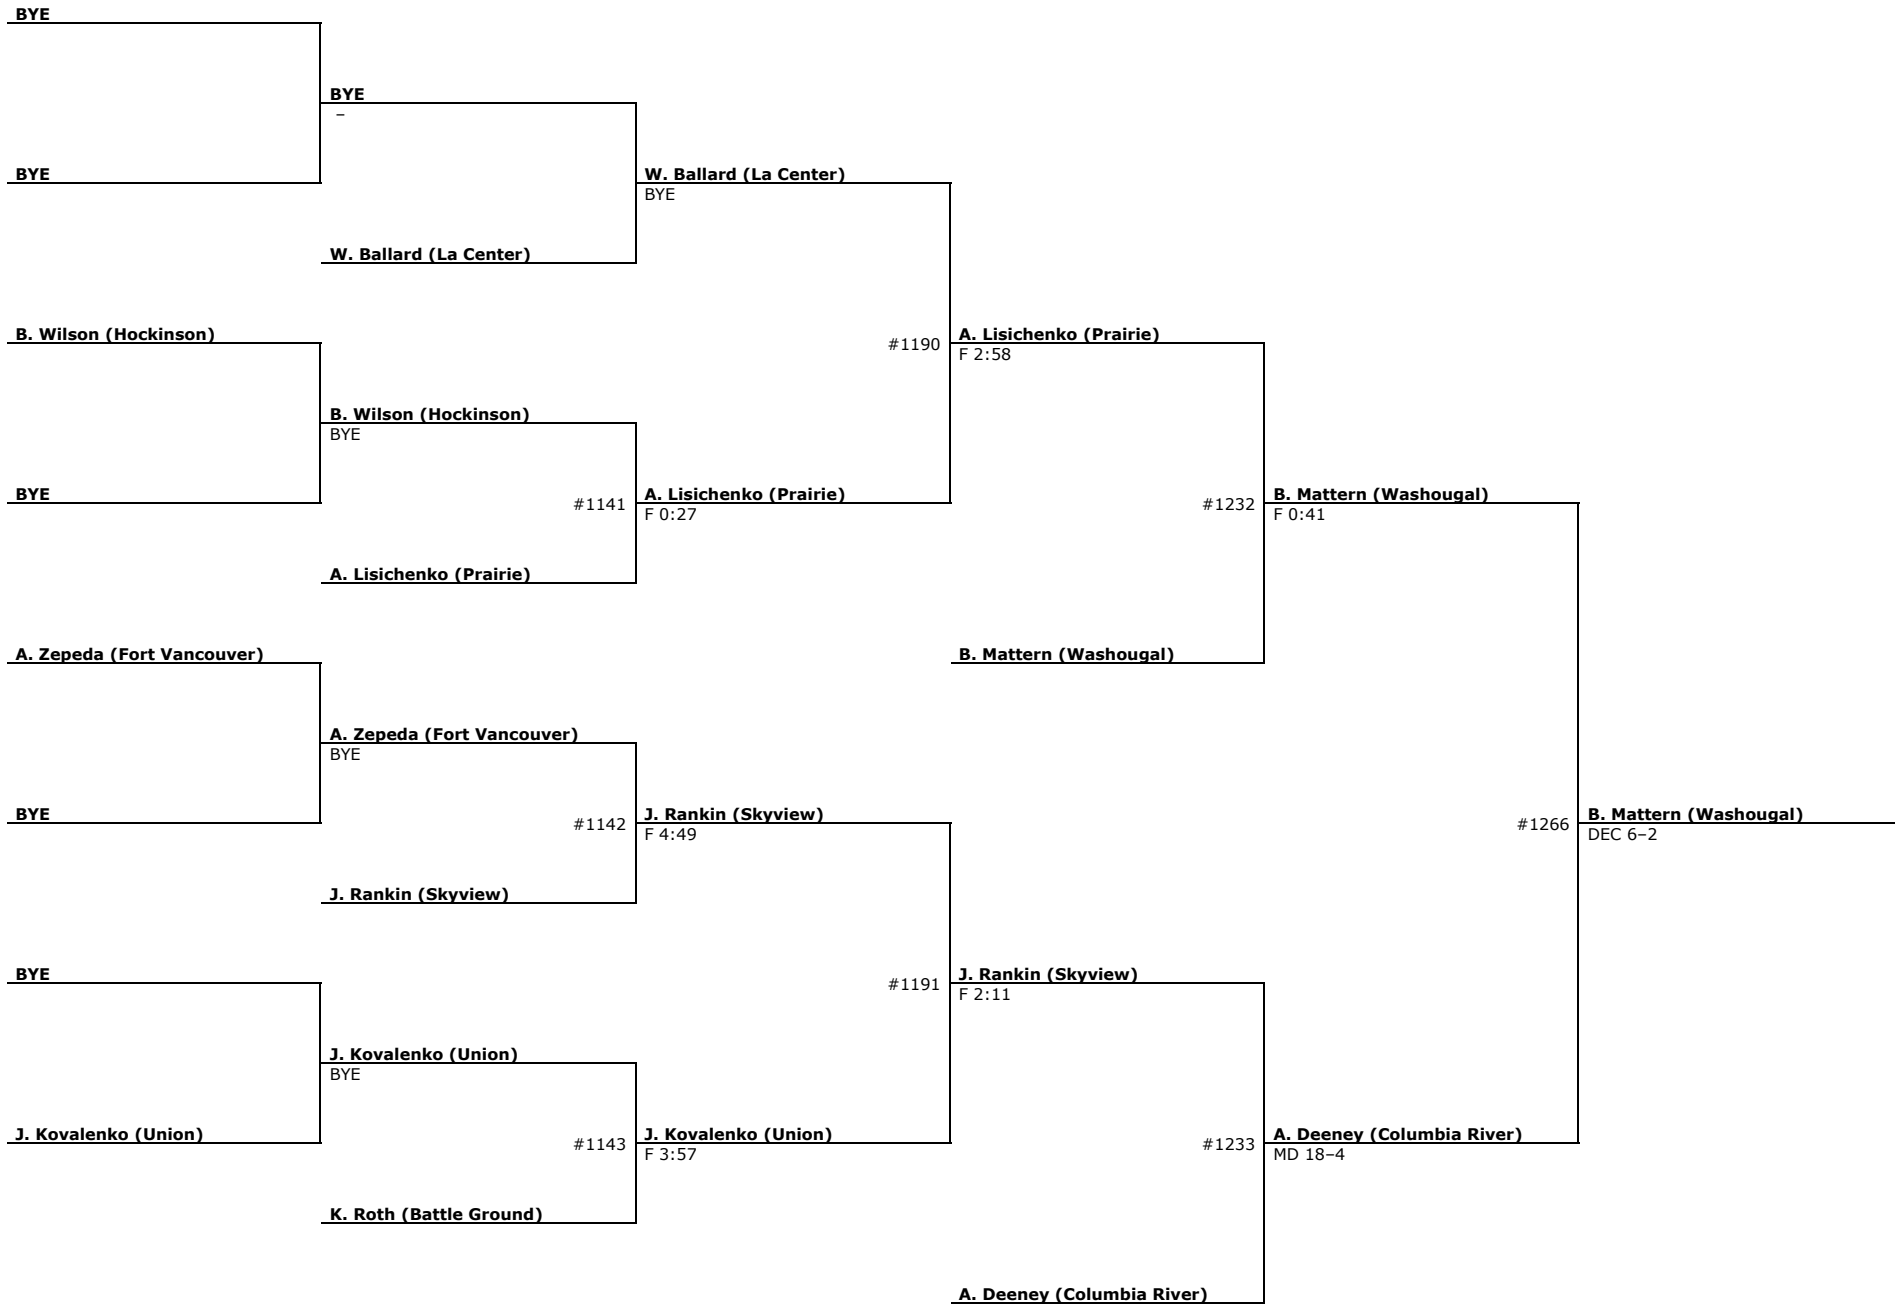 BYE
BYE
–
BYE
W. Ballard (La Center)
BYE
W. Ballard (La Center)
B. Wilson (Hockinson)
#1190
A. Lisichenko (Prairie)
F 2:58
B. Wilson (Hockinson)
BYE
BYE
#1141
A. Lisichenko (Prairie)
F 0:27
#1232
B. Mattern (Washougal)
F 0:41
A. Lisichenko (Prairie)
A. Zepeda (Fort Vancouver)
B. Mattern (Washougal)
A. Zepeda (Fort Vancouver)
BYE
BYE
#1142
J. Rankin (Skyview)
F 4:49
#1266
B. Mattern (Washougal)
DEC 6–2
J. Rankin (Skyview)
BYE
#1191
J. Rankin (Skyview)
F 2:11
J. Kovalenko (Union)
BYE
J. Kovalenko (Union)
#1143
J. Kovalenko (Union)
F 3:57
#1233
A. Deeney (Columbia River)
MD 18–4
K. Roth (Battle Ground)
A. Deeney (Columbia River)